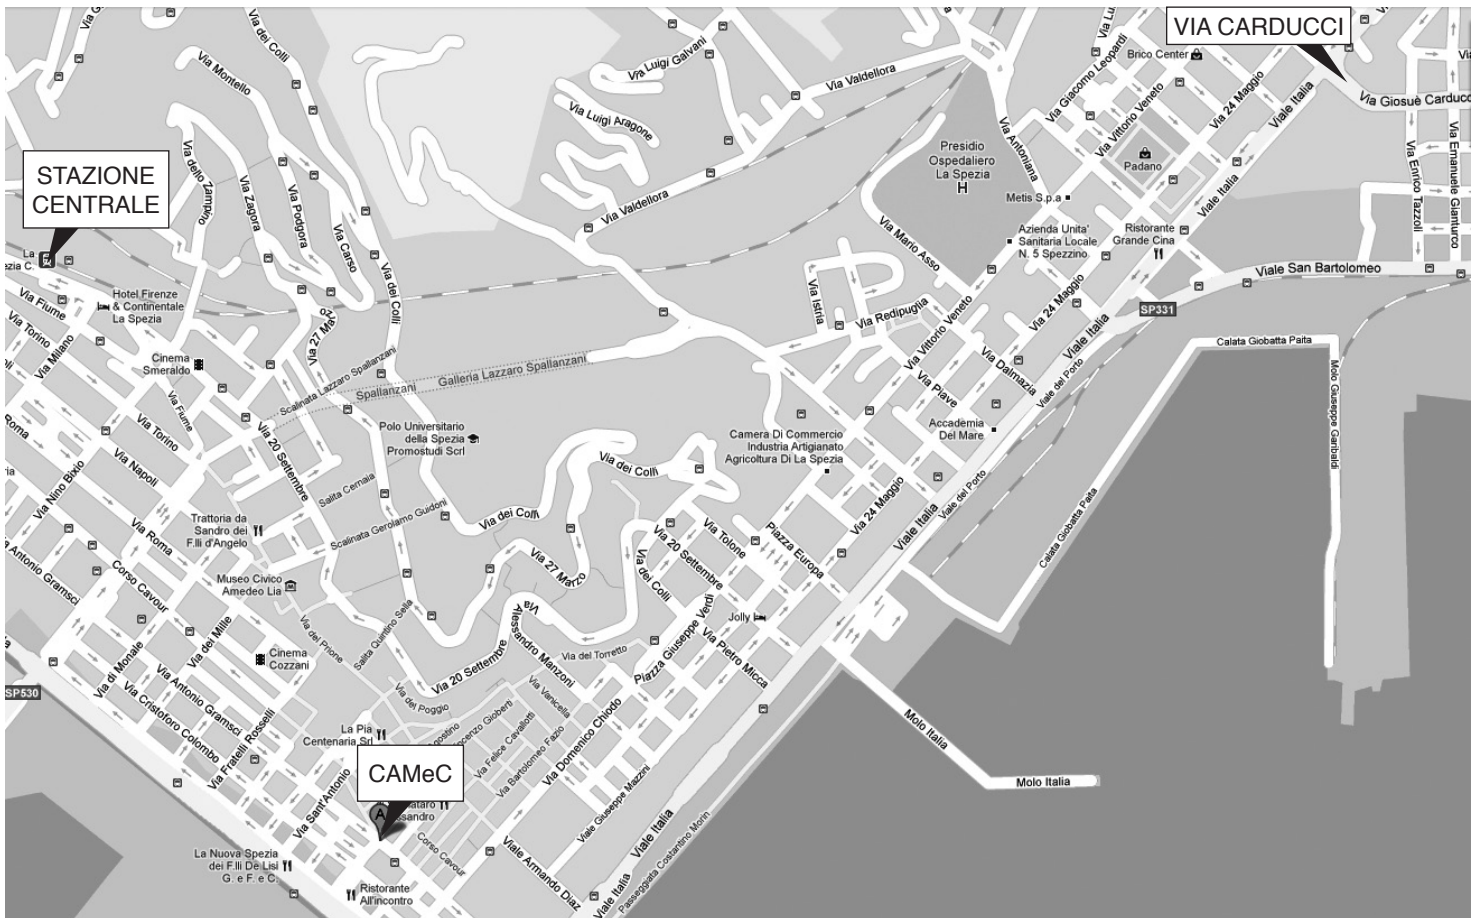 VIA CARDUCCI
STAZIONE
CENTRALE
CAMeC
Via dei Colli
Via Montello
Via Luigi Galvani
Via Luigi Aragone
Via Valdellora
Via Valdellora
Via Giacomo Leopardi
Brico Center
Via Vittorio Veneto
Via 24 Maggio
Viale Italia
Via Giosuè Carducc
Via Enrico Tazzoli
Via Emanuele Gianturco
Padano
Via Antoniana
Presidio
Ospedaliero
La Spezia
H
Metis S.p.a
Azienda Unita'
Sanitaria Locale
N. 5 Spezzino
Ristorante
Grande Cina
Viale Italia
Viale San Bartolomeo
SP331
Via dello Zampino
Via Zagora
Via Podgora
Via Carso
Via dei Colli
La
ezia C.
Hotel Firenze
& Continentale
La Spezia
Via Fiume
Via Torino
Via Milano
Cinema
Smeraldo
Via Fiume
Via Torino
Via 27 Ma
zo
Scalinata Lazzaro Spallanzani
Spallanzani
Galleria Lazzaro Spallanzani
Via Mario Asso
Via Istria
Via Redipuglia
Via Vittorio Veneto
Via 24 Maggio
Viale Italia
Viale del Porto
Via Dalmazia
Via Piave
Accademia
Del Mare
Calata Giobatta Paita
Molo Giuseppe Garibaldi
Polo Universitario
della Spezia
Promostudi Scrl
Camera Di Commercio
Industria Artigianato
Agricoltura Di La Spezia
Via dei Colli
Via dei Colli
Roma
Via Napoli
Via Nino Bixio
Via Roma
Via 20 Settembre
Salita Cernaia
Scalinata Gerolamo Guidoni
Trattoria da
Sandro dei
F.lli d'Angelo
Museo Civico
Amedeo Lia
Via Antonio Gramsci
Corso Cavour
Via 27 Marzo
Via dei Colli
Via 20 Settembre
Via Tolone
Piazza Europa
Via 24 Maggio
Viale Italia
Viale del Porto
Calata Giobatta Paita
Jolly
Via Pietro Micca
Piazza Giuseppe Verdi
Via Alessandro Manzoni
Via del Torretto
Via 20 Settembre
Salita Quintino Sella
Via del Prione
Via dei Mille
Via di Monale
Cinema
Cozzani
SP530
Via Antonio Gramsci
Via Cristoforo Colombo
Via Fratelli Rosselli
Via del Poggio
La Pia
Centenaria Srl
Via Vanicella
Via Felice Cavallotti
Via Bartolomeo Fazio
Via Domenico Chiodo
Viale Giuseppe Mazzini
Viale Italia
Passeggiata Costantino Morin
Molo Italia
Molo Italia
Via Sant'Antonio
A
Corso Cavour
Viale Armando Diaz
Viale Italia
La Nuova Spezia
dei F.lli De Lisi
G. e F. e C.
Ristorante
All'incontro